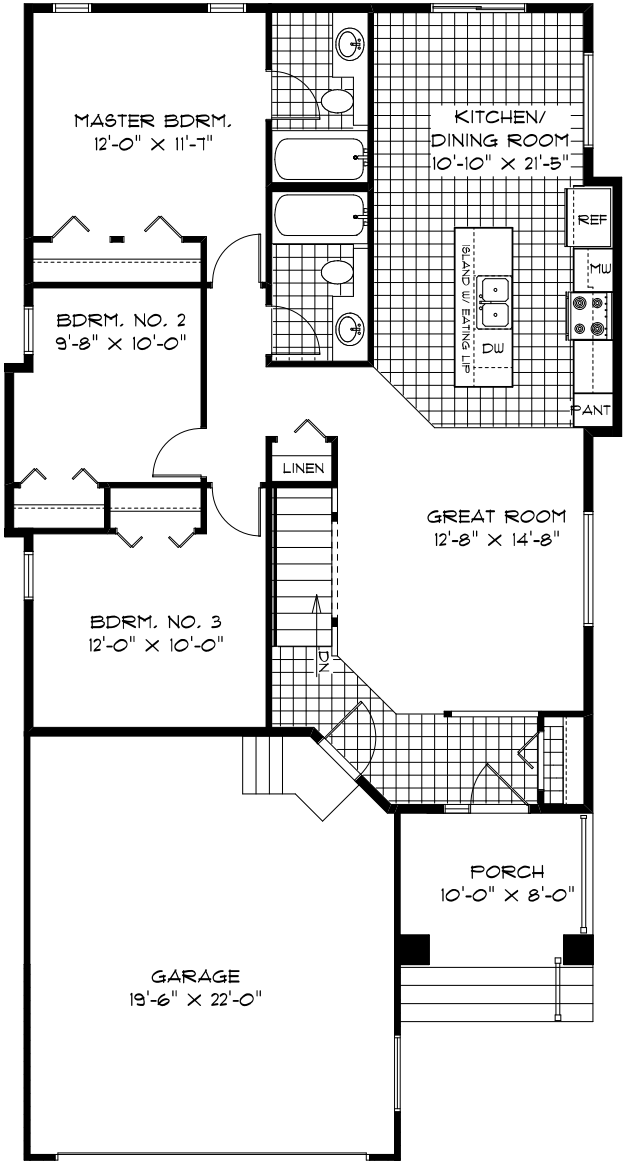 MASTER BDRM.
12'-0" X 11'-7"
KITCHEN/
DINING ROOM
10'-10" X 21'-5"
REF
MW
ISLAND W/ EATING LIP
DW
PANT
BDRM. NO. 2
9'-8" X 10'-0"
LINEN
GREAT ROOM
12'-8" X 14'-8"
BDRM. NO. 3
12'-0" X 10'-0"
DN
PORCH
10'-0" X 8'-0"
GARAGE
19'-6" X 22'-0"